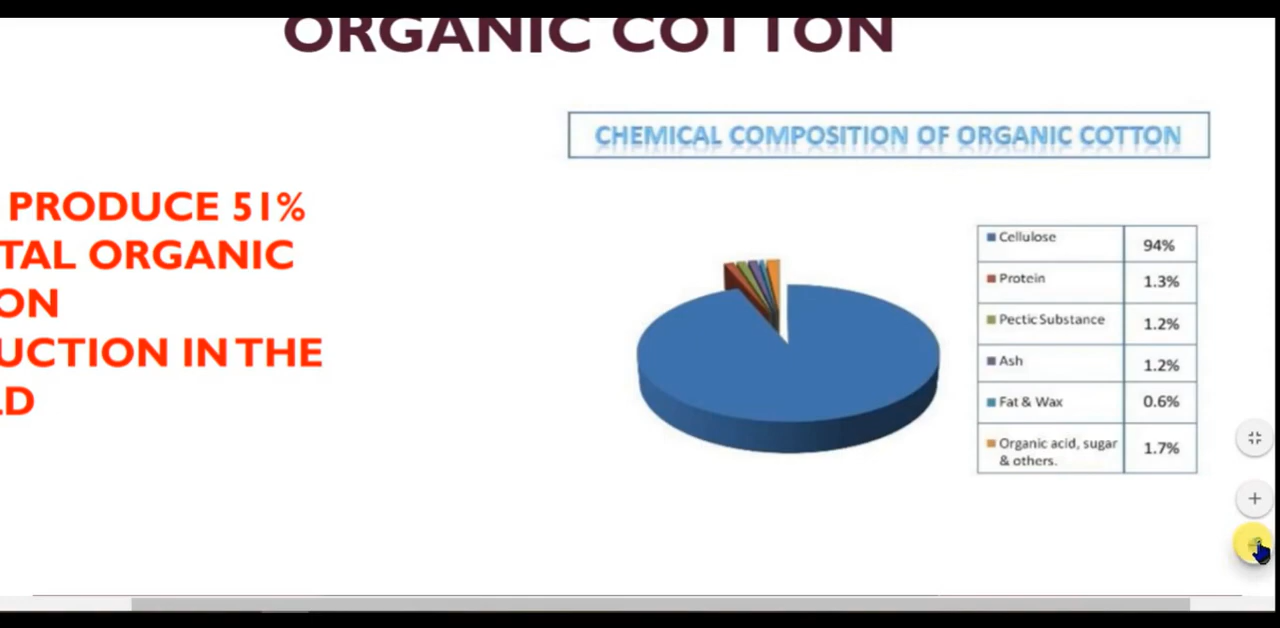 ORGANIC COTTON
CHEMICAL COMPOSITION OF ORGANIC COTTON
PRODUCE 51%
TAL ORGANIC
ON
UCTION IN THE
D
Cellulose 94%
Protein 1.3%
Pectic Substance 1.2%
Ash 1.2%
Fat & Wax 0.6%
Organic acid, sugar
& others. 1.7%